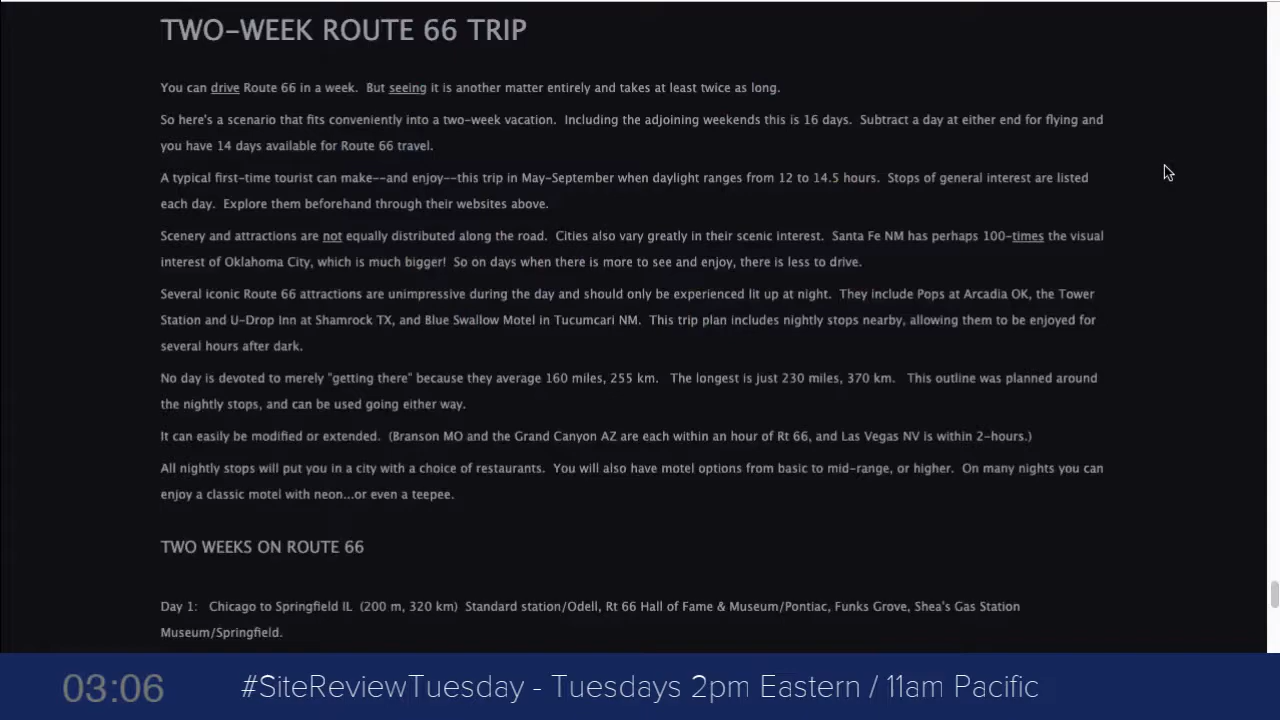 TWO-WEEK ROUTE 66 TRIP
You can drive Route 66 in a week. But seeing it is another matter entirely and takes at least twice as long.
So here's a scenario that fits conveniently into a two-week vacation. Including the adjoining weekends this is 16 days. Subtract a day at either end for flying and
you have 14 days available for Route 66 travel.
A typical first-time tourist can make--and enjoy--this trip in May-September when daylight ranges from 12 to 14.5 hours. Stops of general interest are listed
each day. Explore them beforehand through their websites above.
Scenery and attractions are not equally distributed along the road. Cities also vary greatly in their scenic interest. Santa Fe NM has perhaps 100-times the visual
interest of Oklahoma City, which is much bigger! So on days when there is more to see and enjoy, there is less to drive.
Several iconic Route 66 attractions are unimpressive during the day and should only be experienced lit up at night. They include Pops at Arcadia OK, the Tower
Station and U-Drop Inn at Shamrock TX, and Blue Swallow Motel in Tucumcari NM. This trip plan includes nightly stops nearby, allowing them to be enjoyed for
several hours after dark.
No day is devoted to merely "getting there" because they average 160 miles, 255 km. The longest is just 230 miles, 370 km. This outline was planned around
the nightly stops, and can be used going either way.
It can easily be modified or extended. (Branson MO and the Grand Canyon AZ are each within an hour of Rt 66, and Las Vegas NV is within 2-hours.)
All nightly stops will put you in a city with a choice of restaurants. You will also have motel options from basic to mid-range, or higher. On many nights you can
enjoy a classic motel with neon...or even a teepee.
TWO WEEKS ON ROUTE 66
Day 1: Chicago to Springfield IL (200 m, 320 km) Standard station/Odell, Rt 66 Hall of Fame & Museum/Pontiac, Funks Grove, Shea's Gas Station
Museum/Springfield.
03:06 #SiteReviewTuesday - Tuesdays 2pm Eastern / 11am Pacific